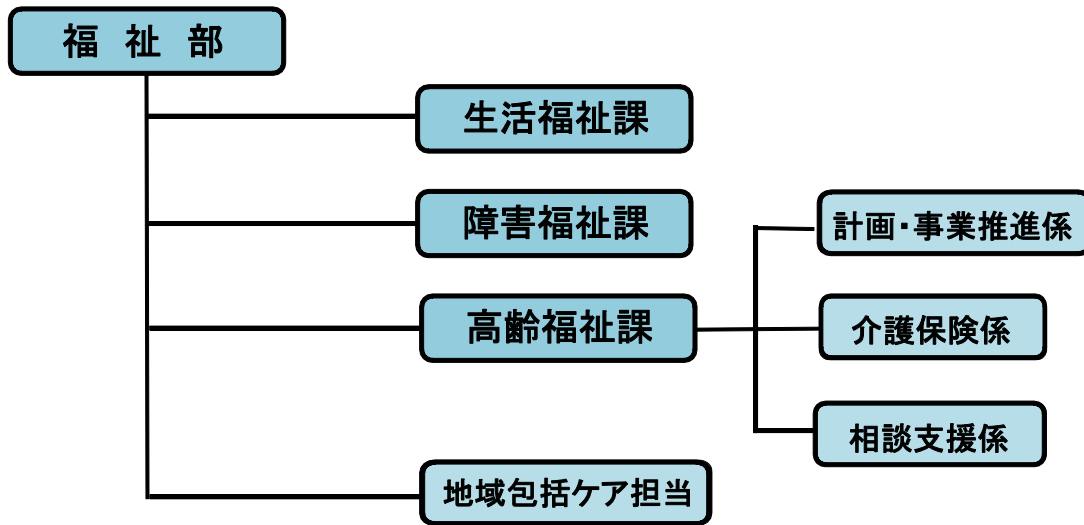 福 祉 部
生活福祉課
障害福祉課
計画・事業推進係
高齢福祉課
介護保険係
相談支援係
地域包括ケア担当